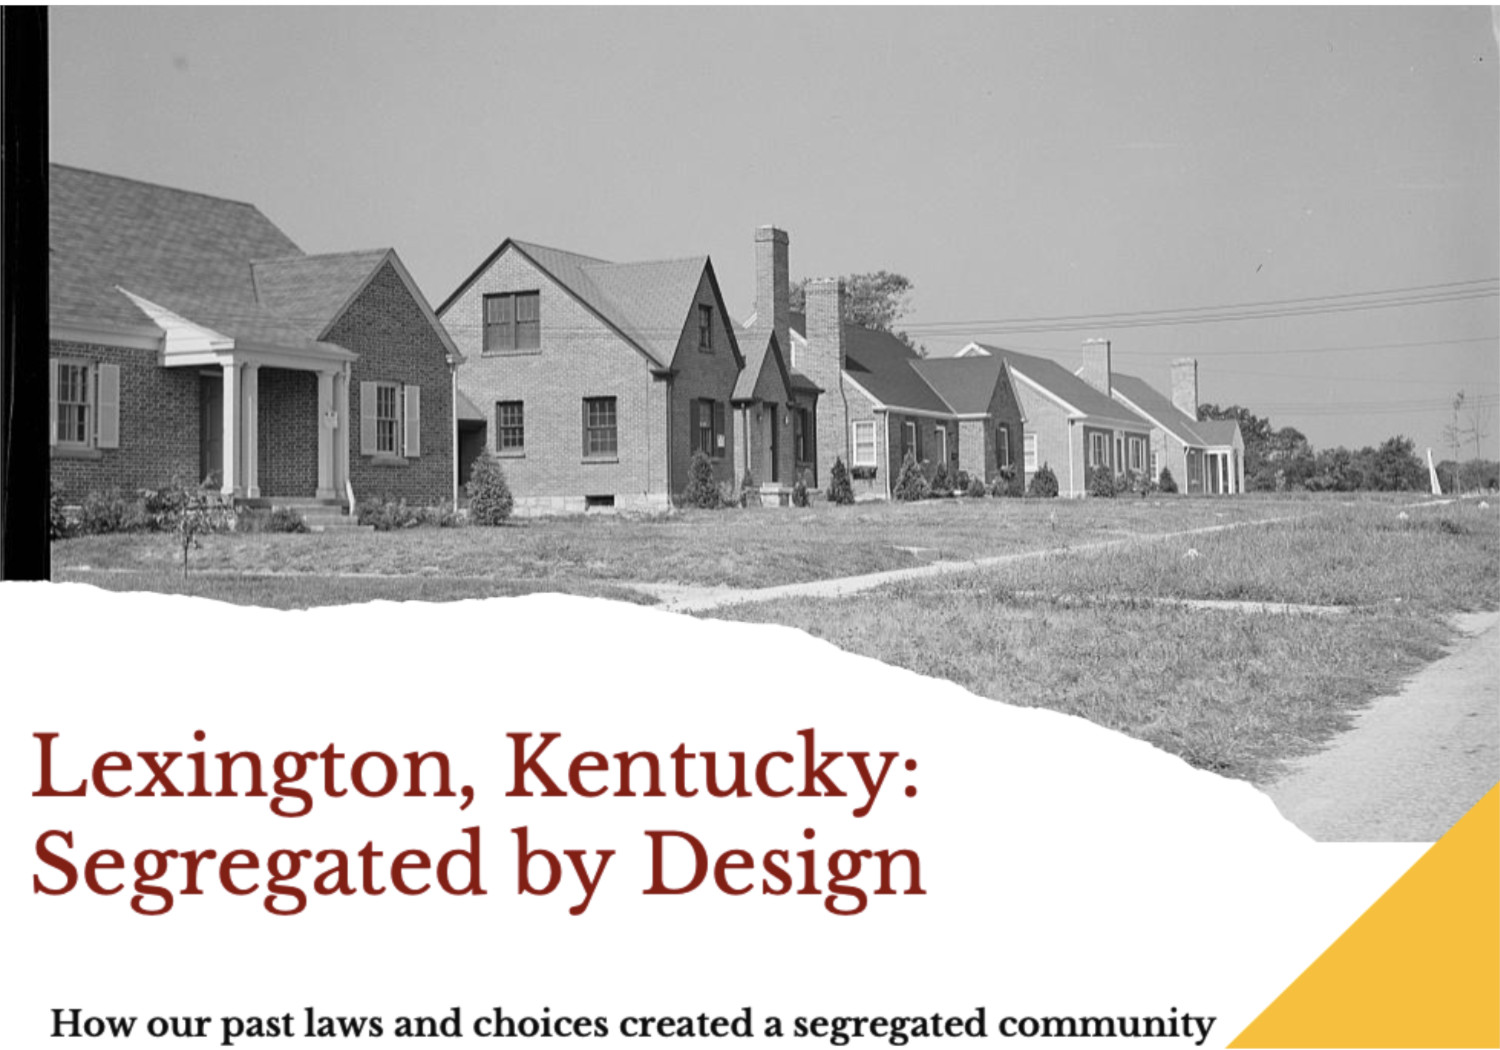 Lexington, Kentucky:
Segregated by Design
How our past laws and choices created a segregated community